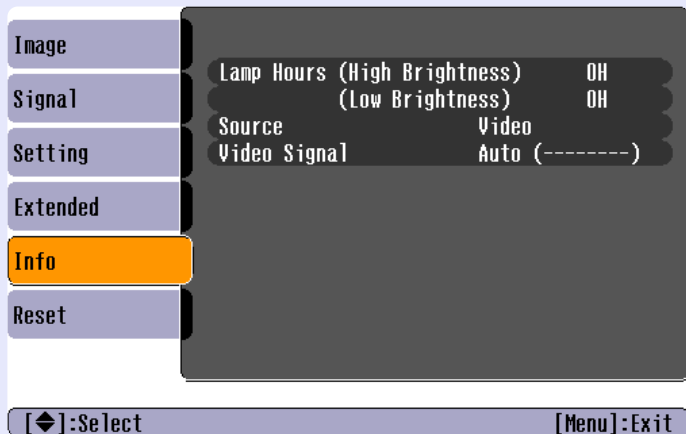 Image
Signal
Setting
Extended
Info
Reset
Lamp Hours (High Brightness) 0H
(Low Brightness) 0H
Source Video
Video Signal Auto (--------)
[◆]:Select [Menu]:Exit